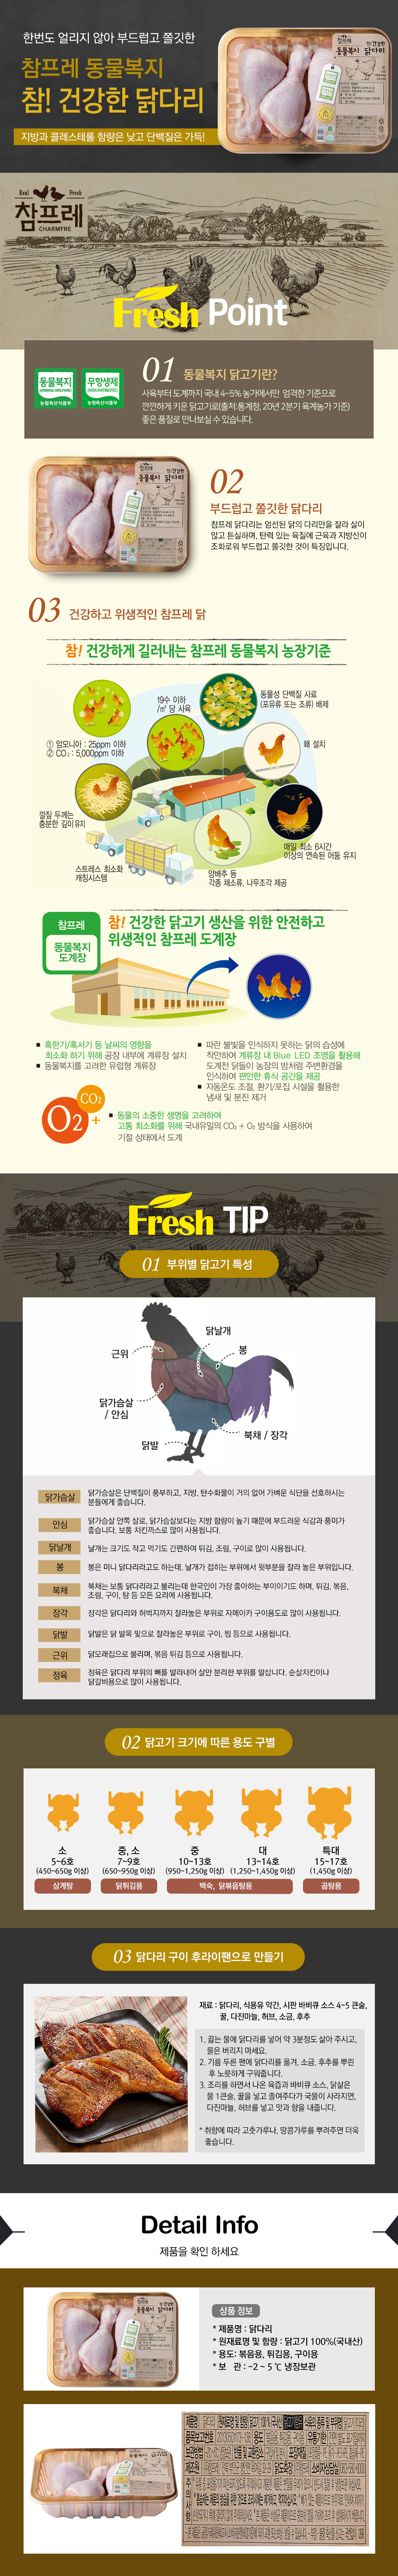 한번도 얼리지 않아 부드럽고 쫄깃한
참프레 동물복지
참! 건강한 닭다리
지방과 콜레스테롤 함량은 낮고 단백질은 가득!
Real Fresh
참프레
CHARMFRE
Fresh Point
동물복지
(ANIMAL WELFARE)
농림축산식품부
무항생제
(NON ANTIBIOTIC)
농림축산식품부
01 동물복지 닭고기란?
사육부터 도계까지 국내 4~5% 농가에서만 엄격한 기준으로
깐깐하게 키운 닭고기로(출처:통계청, 20년 2분기 육계농가 기준)
좋은 품질로 만나보실 수 있습니다.
02
부드럽고 쫄깃한 닭다리
참프레 닭다리는 엄선된 닭의 다리만을 잘라 살이
많고 튼실하며, 탄력 있는 육질에 근육과 지방산이
조화로워 부드럽고 쫄깃한 것이 특징입니다.
03 건강하고 위생적인 참프레 닭
참! 건강하게 길러내는 참프레 동물복지 농장기준
① 암모니아 : 25ppm 이하
② CO₂ : 5,000ppm 이하
19수 이하
/㎡ 당 사육
동물성 단백질 사료
(포유류 또는 조류) 배제
홰 설치
깔짚 두께는
충분한 깊이유지
스트레스 최소화
캐칭시스템
양배추 등
각종 채소류, 나무조각 제공
매일 최소 6시간
이상의 연속된 어둠 유지
참프레
동물복지
도계장
참! 건강한 닭고기 생산을 위한 안전하고
위생적인 참프레 도계장
■ 혹한기/혹서기 등 날씨의 영향을
최소화 하기 위해 공장 내부에 계류장 설치
■ 동물복지를 고려한 유럽형 계류장
■ 파란 불빛을 인식하지 못하는 닭의 습성에
착안하여 계류장 내 Blue LED 조명을 활용해
도계전 닭들이 농장의 밤처럼 주변환경을
인식하여 편안한 휴식 공간을 제공
■ 자동온도 조절, 환기/포집 시설을 활용한
냄새 및 분진 제거
O₂ + CO₂
■ 동물의 소중한 생명을 고려하여
고통 최소화를 위해 국내유일의 CO₂ + O₂ 방식을 사용하여
기절 상태에서 도계
Fresh TIP
01 부위별 닭고기 특성
닭날개
근위
봉
닭가슴살
/ 안심
북채 / 장각
닭발
닭가슴살 닭가슴살은 단백질이 풍부하고, 지방, 탄수화물이 거의 없어 가벼운 식단을 선호하시는
분들에게 좋습니다.
안심 닭가슴살 안쪽 살로, 닭가슴살보다는 지방 함량이 높기 때문에 부드러운 식감과 풍미가
좋습니다. 보통 치킨까스로 많이 사용됩니다.
닭날개 날개는 크기도 작고 먹기도 간편하여 튀김, 조림, 구이로 많이 사용됩니다.
봉 봉은 미니 닭다리라고도 하는데, 날개가 접히는 부위에서 윗부분을 잘라 놓은 부위입니다.
북채 북채는 보통 닭다리라고 불리는데 한국인이 가장 좋아하는 부이이기도 하며, 튀김, 볶음,
조림, 구이, 탕 등 모든 요리에 사용됩니다.
장각 장각은 닭다리와 허벅지까지 잘라놓은 부위로 자메이카 구이용도로 많이 사용됩니다.
닭발 닭발은 닭 발목 및으로 잘라놓은 부위로 구이, 찜 등으로 사용됩니다.
근위 닭모래집으로 불리며, 볶음 튀김 등으로 사용됩니다.
정육 정육은 닭다리 부위의 뼈를 발라내어 살만 분리한 부위를 말삽니다. 순살치킨이나
닭갈비용으로 많이 사용됩니다.
02 닭고기 크기에 따른 용도 구별
소
5~6호
(450~650g 이상)
삼계탕
중, 소
7~9호
(650~950g 이상)
닭튀김용
중
10~13호
(950~1,250g 이상)
대
13~14호
(1,250~1,450g 이상)
백숙, 닭볶음탕용
특대
15~17호
(1,450g 이상)
곰탕용
03 닭다리 구이 후라이팬으로 만들기
재료 : 닭다리, 식용유 약간, 시판 바비큐 소스 4~5 큰술,
꿀, 다진마늘, 허브, 소금, 후추
1. 끓는 물에 닭다리를 넣어 약 3분정도 삶아 주시고,
물은 버리지 마세요.
2. 기름 두른 팬에 닭다리를 옮겨, 소금, 후추를 뿌린
후 노릇하게 구워줍니다.
3. 조리를 하면서 나온 육즙과 바비큐 소스, 닭삶은
물 1큰술, 꿀을 넣고 졸여주다가 국물이 사라지면,
다진마늘, 허브를 넣고 맛과 향을 내줍니다.
* 취향에 따라 고춧가루나, 땅콩가루를 뿌려주면 더욱
좋습니다.
Detail Info
제품을 확인 하세요
상품 정보
* 제품명 : 닭다리
* 원재료명 및 함량 : 닭고기 100%(국내산)
* 용도: 볶음용, 튀김용, 구이용
* 보 관 : -2 ~ 5 ℃ 냉장보관